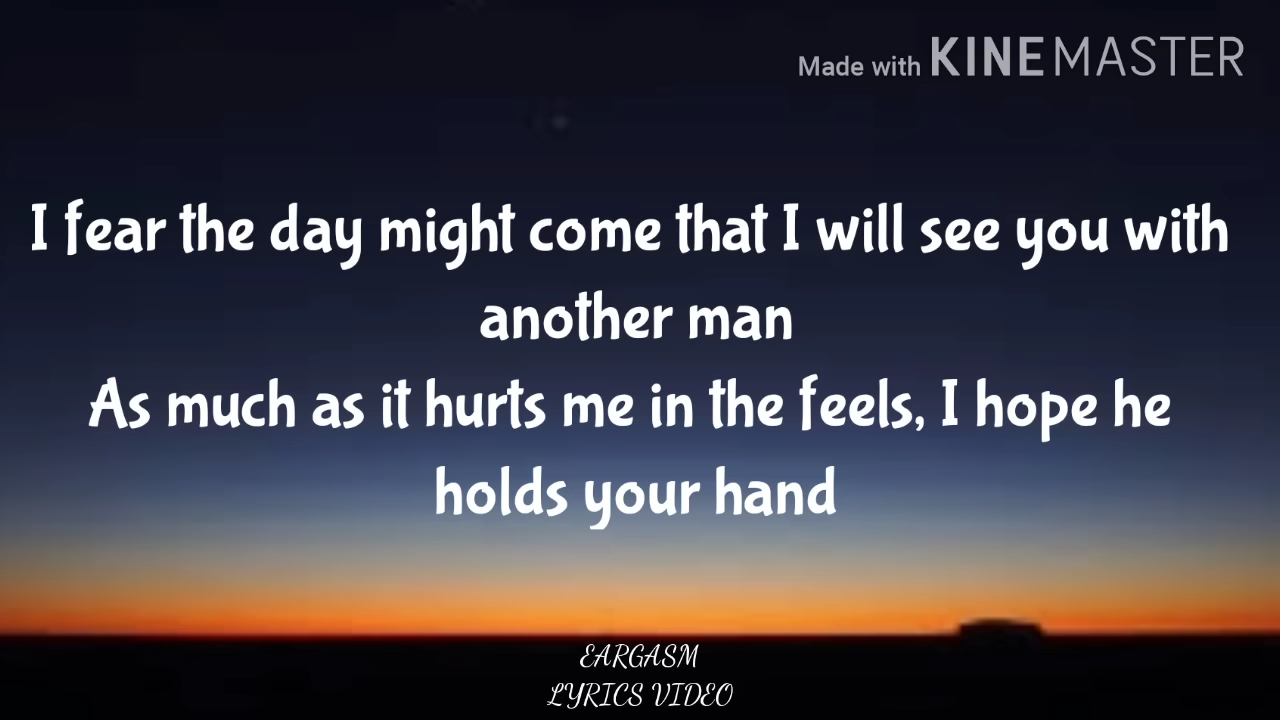 Made with KINEMASTER
I fear the day might come that I will see you with
another man
As much as it hurts me in the feels, I hope he
holds your hand
EARGASM
LYRICS VIDEO